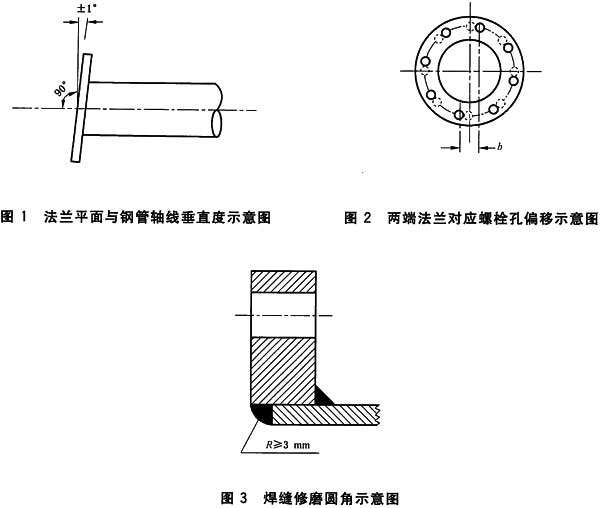 ±1°
90°
b
图 1 法兰平面与钢管轴线垂直度示意图
图 2 两端法兰对应螺栓孔偏移示意图
R≥3 mm
图 3 焊缝修磨圆角示意图